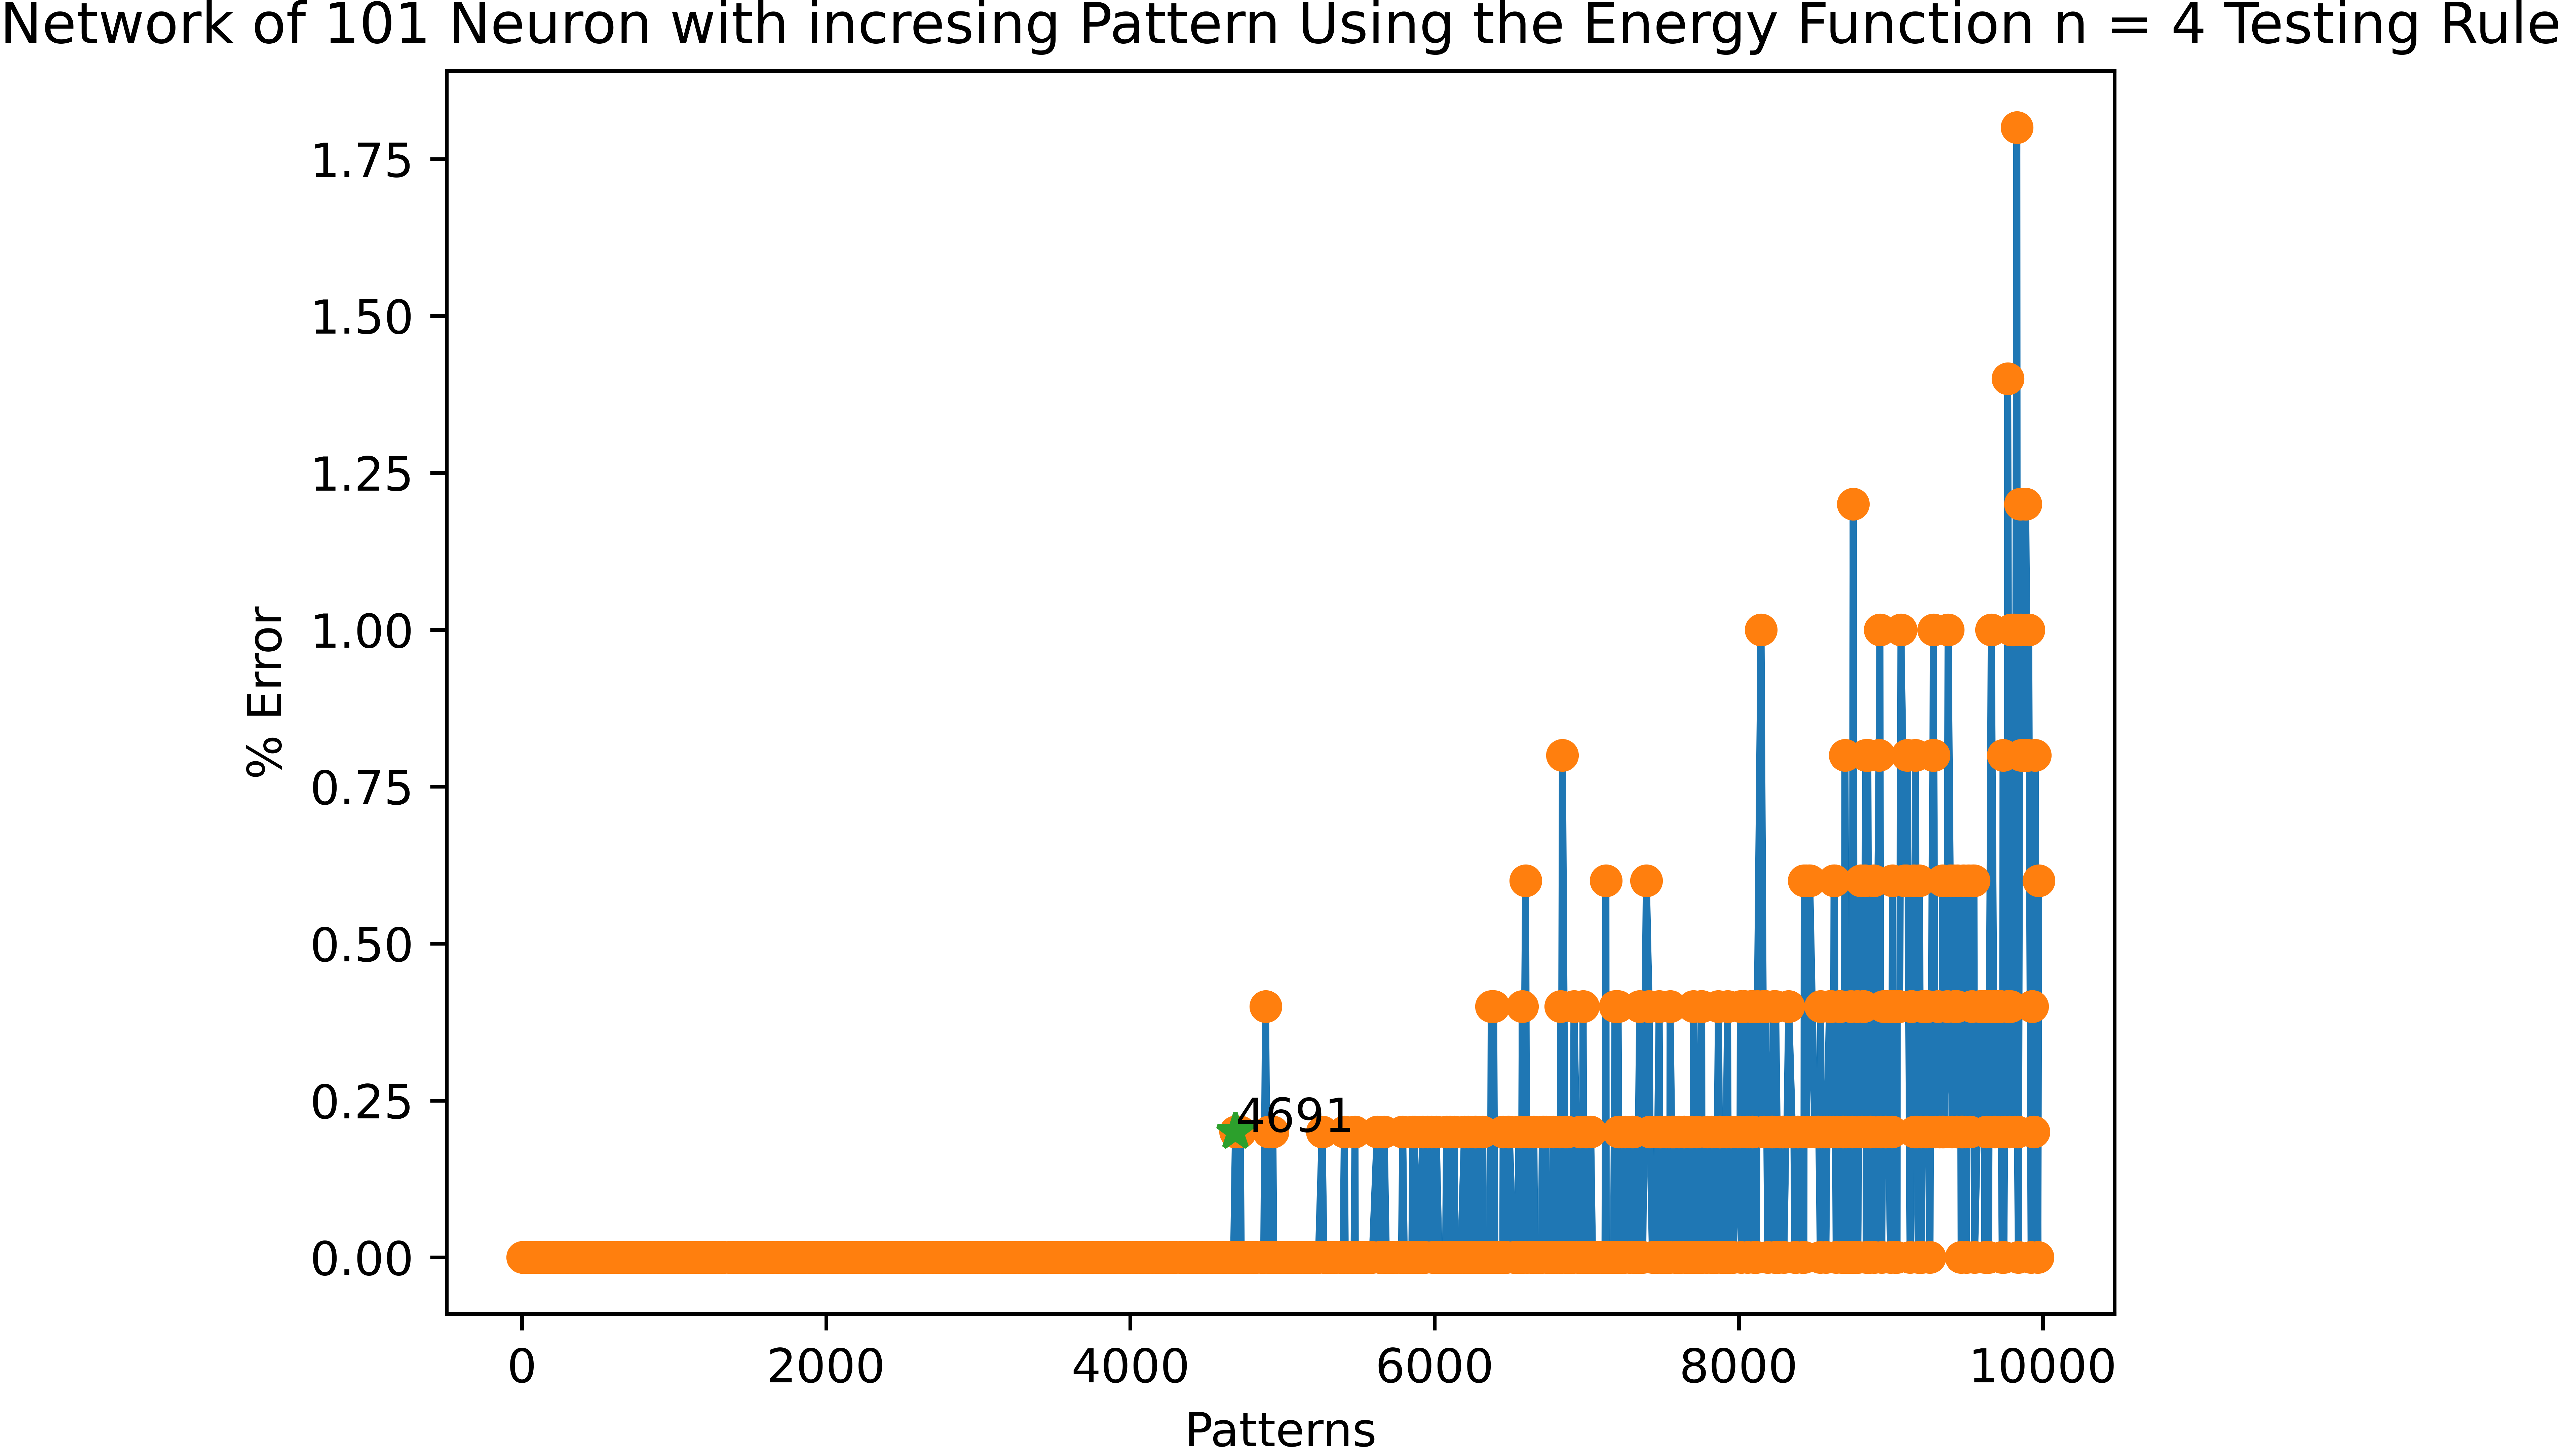 Network of 101 Neuron with incresing Pattern Using the Energy Function n = 4 Testing Rule
1.75
1.50
1.25
1.00
0.75
0.50
0.25
0.00
% Error
4691
0 2000 4000 6000 8000 10000
Patterns